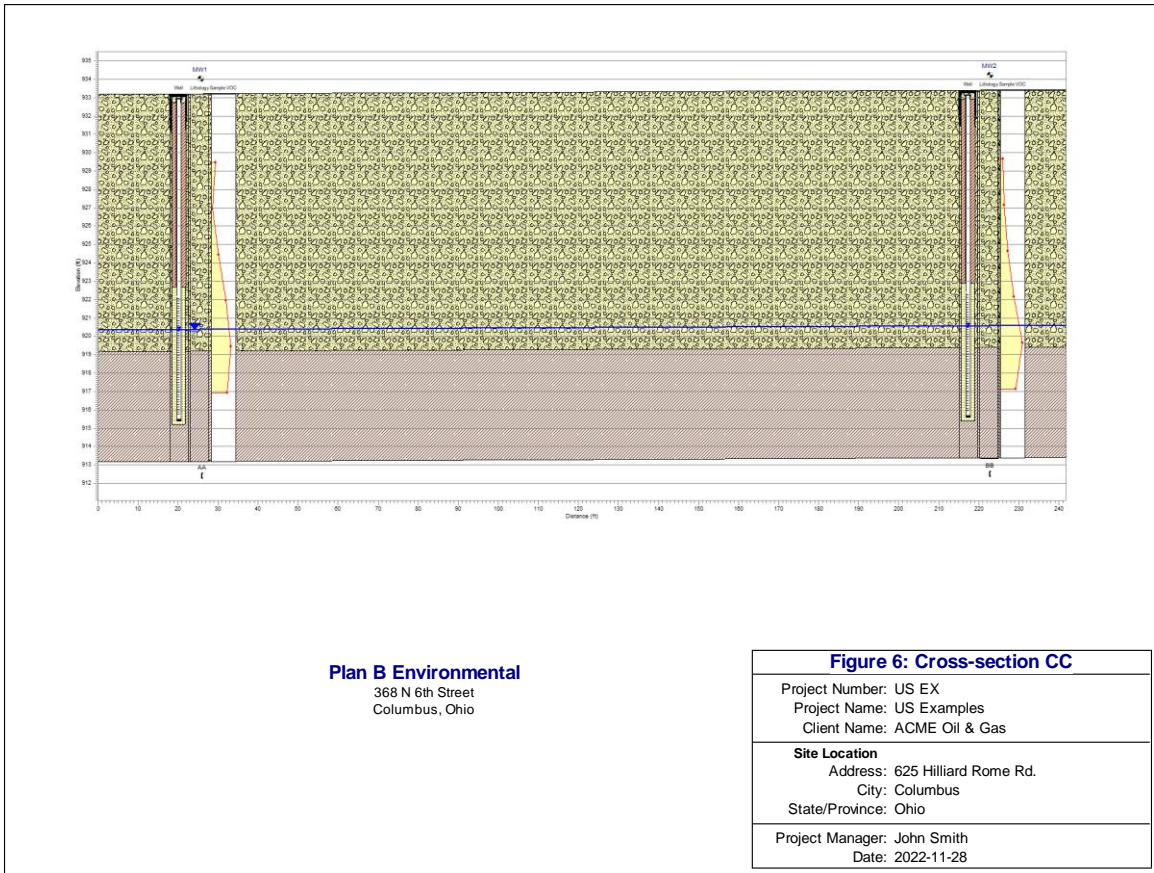 MW1
MW2
Well Lithology Sample VOC
Well Lithology Sample VOC
935
934
933
932
931
930
929
928
927
926
925
924
923
922
921
920
919
918
917
916
915
914
913
912
Elevation (ft)
AA
BB
0 10 20 30 40 50 60 70 80 90 100 110 120 130 140 150 160 170 180 190 200 210 220 230 240
Distance (ft)
Plan B Environmental
368 N 6th Street
Columbus, Ohio
Figure 6: Cross-section CC
Project Number: US EX
Project Name: US Examples
Client Name: ACME Oil & Gas
Site Location
Address: 625 Hilliard Rome Rd.
City: Columbus
State/Province: Ohio
Project Manager: John Smith
Date: 2022-11-28